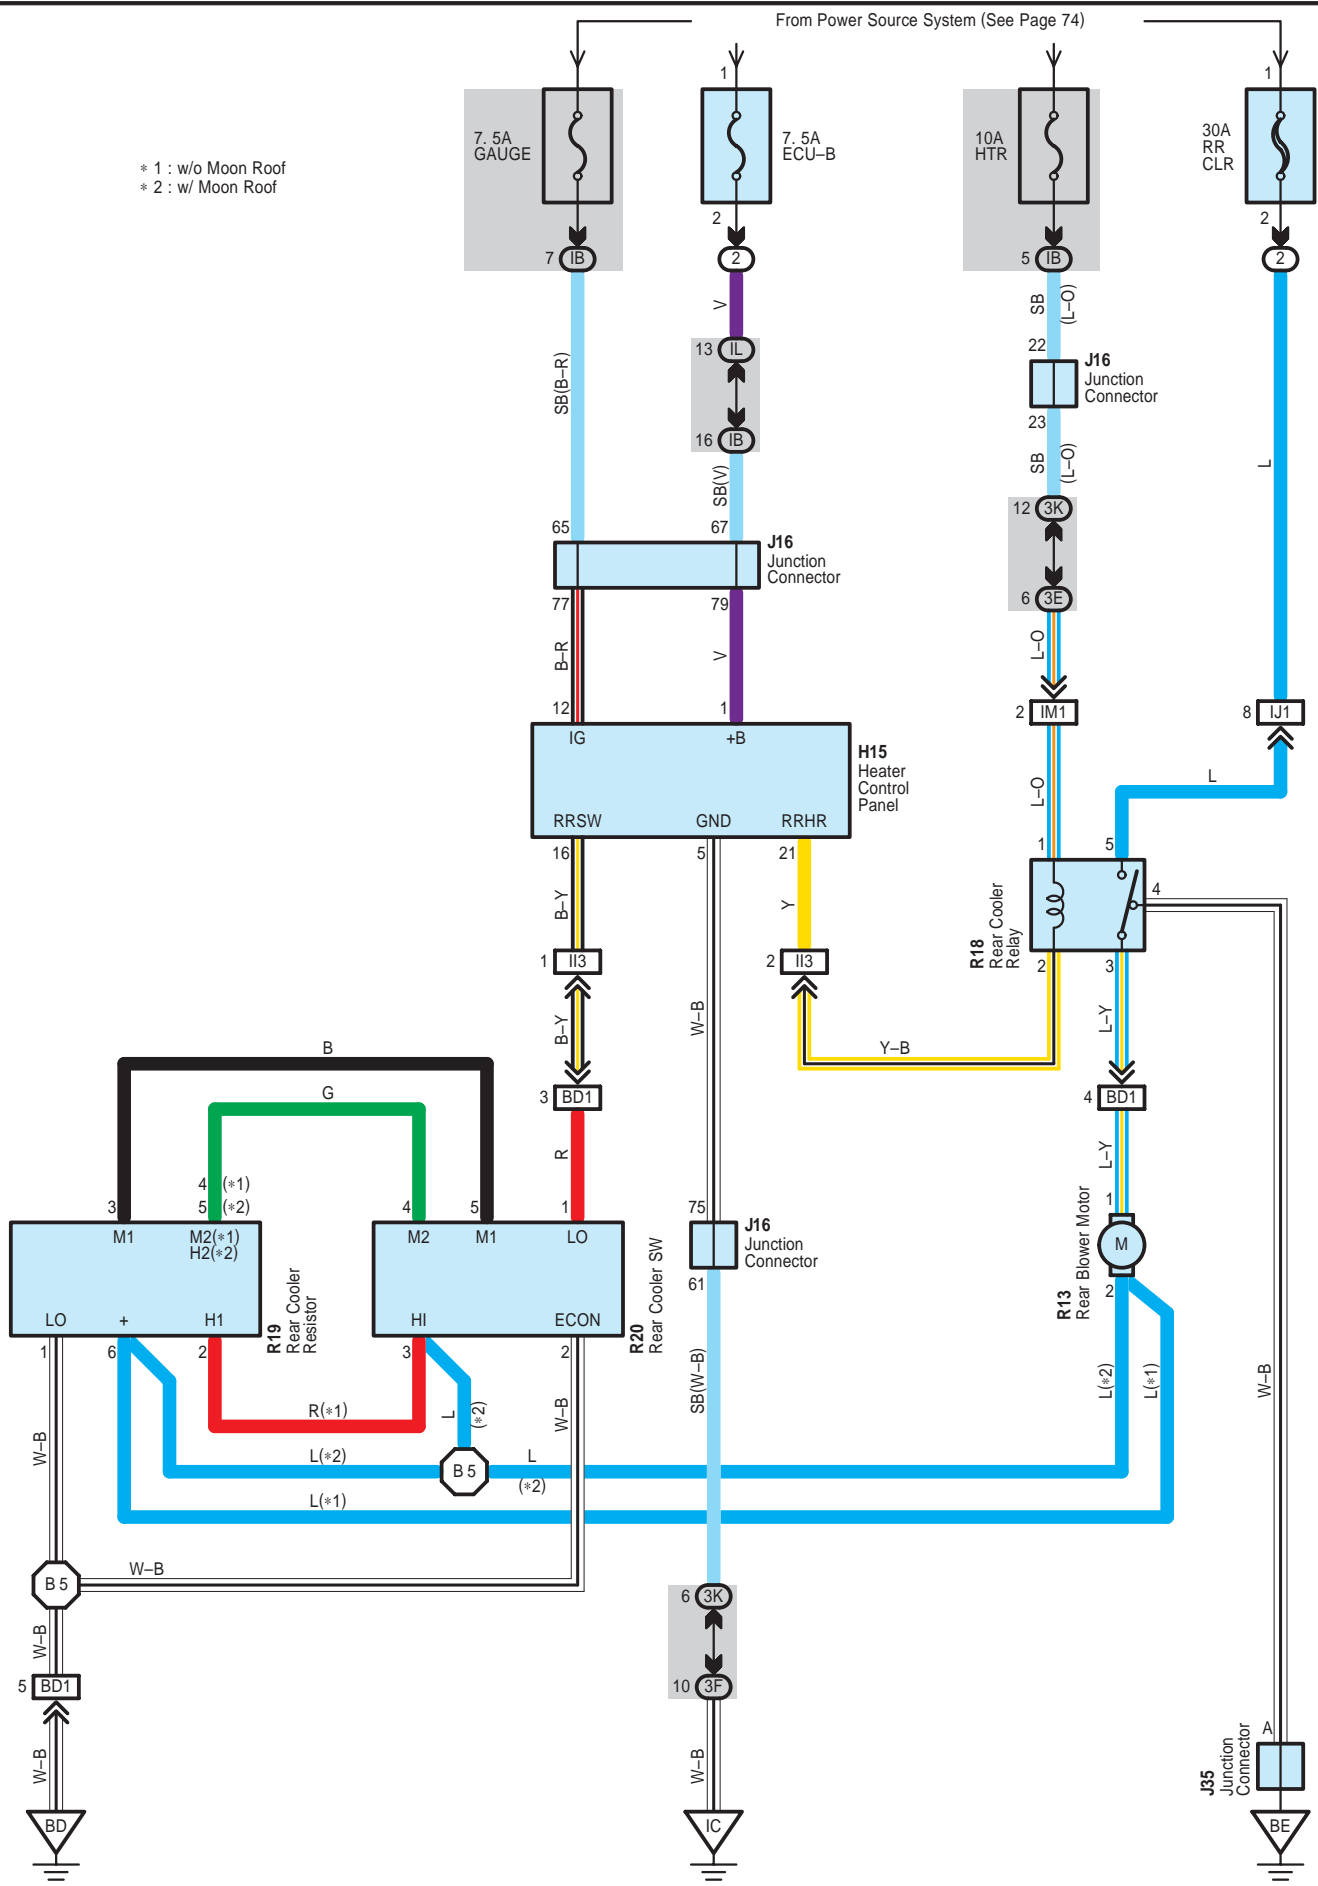 From Power Source System (See Page 74)
∗ 1 : w/o Moon Roof
∗ 2 : w/ Moon Roof
7. 5A
GAUGE
7 IB
1
7. 5A
ECU–B
2
2
10A
HTR
5 IB
1
30A
RR
CLR
2
2
SB(B–R)
V
13 IL
16 IB
SB(V)
SB
(L–O)
22
J16
Junction
Connector
23
SB
(L–O)
12 3K
6 3E
L
65
67
J16
Junction
Connector
77
79
B–R
V
L–O
12
1
2 IM1
8 IJ1
IG
+B
H15
Heater
Control
Panel
RRSW
GND
RRHR
L–O
L
16
5
21
1
5
4
B–Y
Y
R18
Rear Cooler
Relay
1 II3
2 II3
2
3
B–Y
W–B
Y–B
L–Y
3 BD1
4 BD1
B
G
R
L–Y
4 (∗1)
5 (∗2)
3
4
5
1
75
1
M1
M2(∗1)
H2(∗2)
M2
M1
LO
J16
Junction
Connector
61
M
R13
Rear Blower Motor
2
LO
+
H1
R19
Rear Cooler
Resistor
HI
ECON
R20
Rear Cooler SW
1
6
2
3
2
W–B
R(∗1)
L
(∗2)
W–B
SB(W–B)
L(∗2)
L(∗1)
W–B
L(∗2)
B 5
L
(∗2)
L(∗1)
B 5
W–B
6 3K
10 3F
W–B
5 BD1
W–B
W–B
A
J35
Junction
Connector
BD
IC
BE